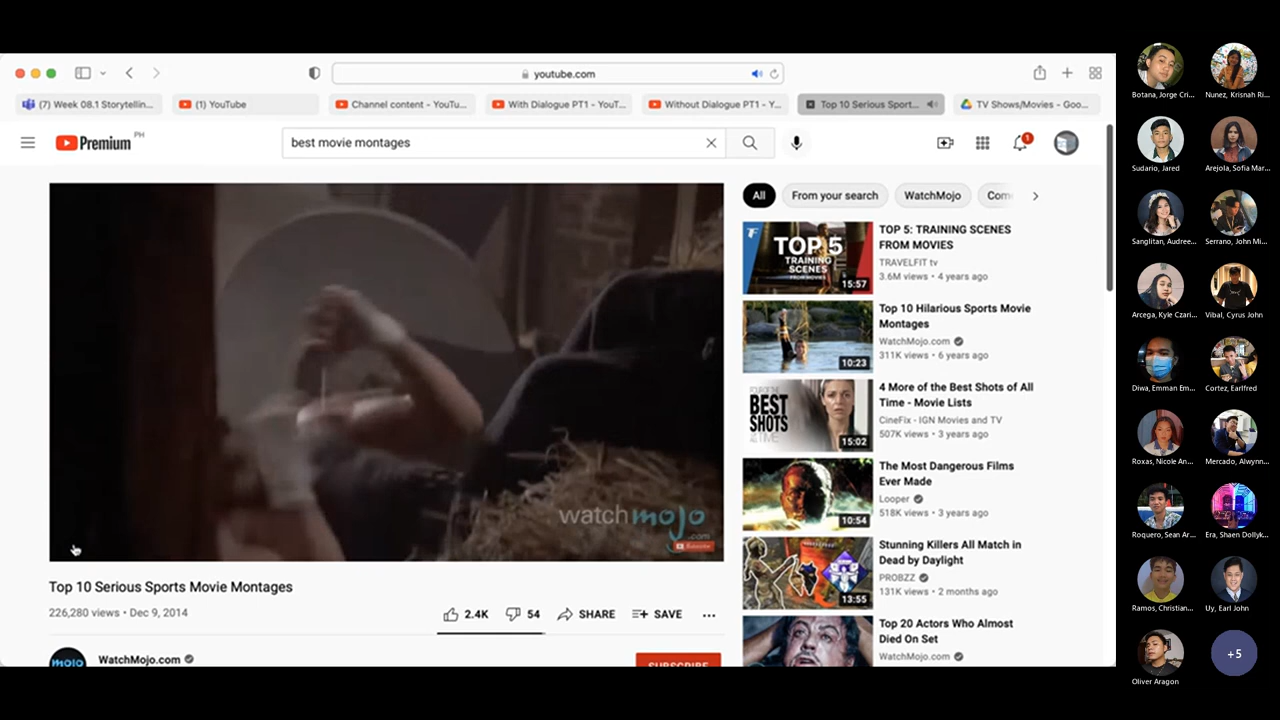 youtube.com
(7) Week 08.1 Storytellin...
(1) YouTube
Channel content - YouTu...
With Dialogue PT1 - YouT...
Without Dialogue PT1 - Y...
Top 10 Serious Sport...
TV Shows/Movies - Goo...
Premium PH
best movie montages
1
All
From your search
WatchMojo
Com
TOP 5
TRAINING
SCENES
FROM MOVIES
15:57
TOP 5: TRAINING SCENES
FROM MOVIES
TRAVELFIT tv
3.6M views • 4 years ago
10:23
Top 10 Hilarious Sports Movie
Montages
WatchMojo.com
311K views • 6 years ago
BEST
SHOTS
15:02
4 More of the Best Shots of All
Time - Movie Lists
CineFix - IGN Movies and TV
507K views • 3 years ago
10:54
The Most Dangerous Films
Ever Made
Looper
518K views • 3 years ago
13:55
Stunning Killers All Match in
Dead by Daylight
PROBZZ
131K views • 2 months ago
Top 20 Actors Who Almost
Died On Set
WatchMojo.com
watchmojo
.com
Subscribe
Top 10 Serious Sports Movie Montages
226,280 views • Dec 9, 2014
2.4K
54
SHARE
SAVE
mojo
WatchMojo.com
SUBSCRIBE
Botana, Jorge Cri...
Nunez, Krisnah Ri...
Sudario, Jared
Arejola, Sofia Mar...
Sanglitan, Audree...
Serrano, John Mi...
Arcega, Kyle Czari...
Vibal, Cyrus John
Diwa, Emman Em...
Cortez, Earlfred
Roxas, Nicole An...
Mercado, Alwynn...
Roquero, Sean Ar...
Era, Shaen Dollyk...
Ramos, Christian...
Uy, Earl John
Oliver Aragon
+5